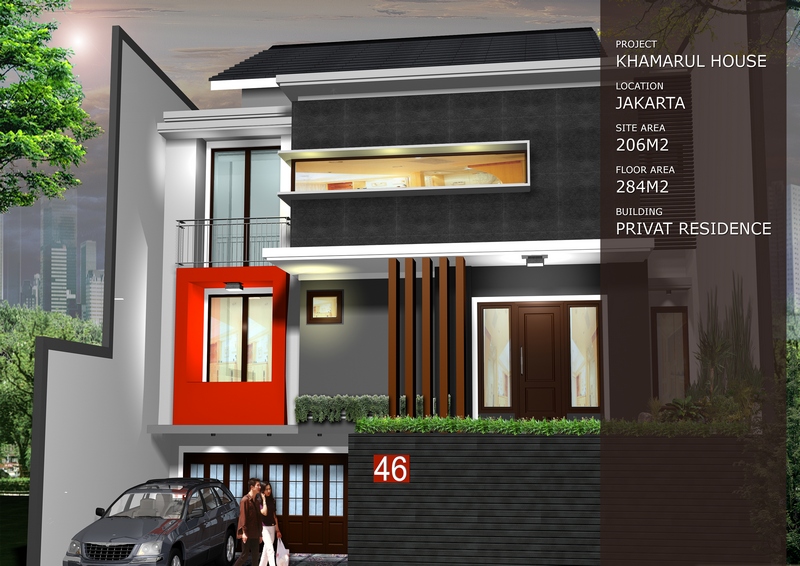 PROJECT
KHAMARUL HOUSE
LOCATION
JAKARTA
SITE AREA
206M2
FLOOR AREA
284M2
BUILDING
PRIVAT RESIDENCE
46